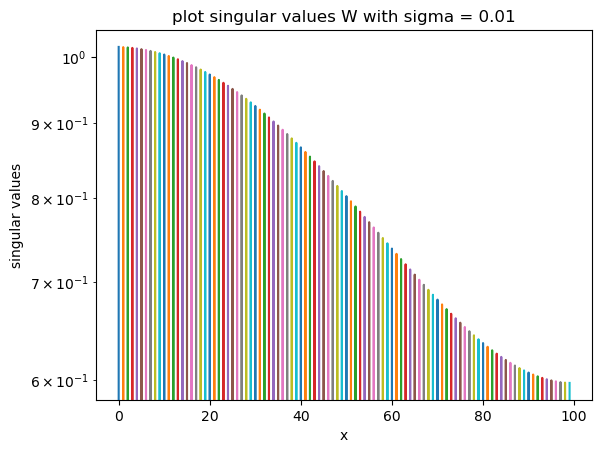 plot singular values W with sigma = 0.01
singular values
10⁰
9 × 10⁻¹
8 × 10⁻¹
7 × 10⁻¹
6 × 10⁻¹
0 20 40 60 80 100
x